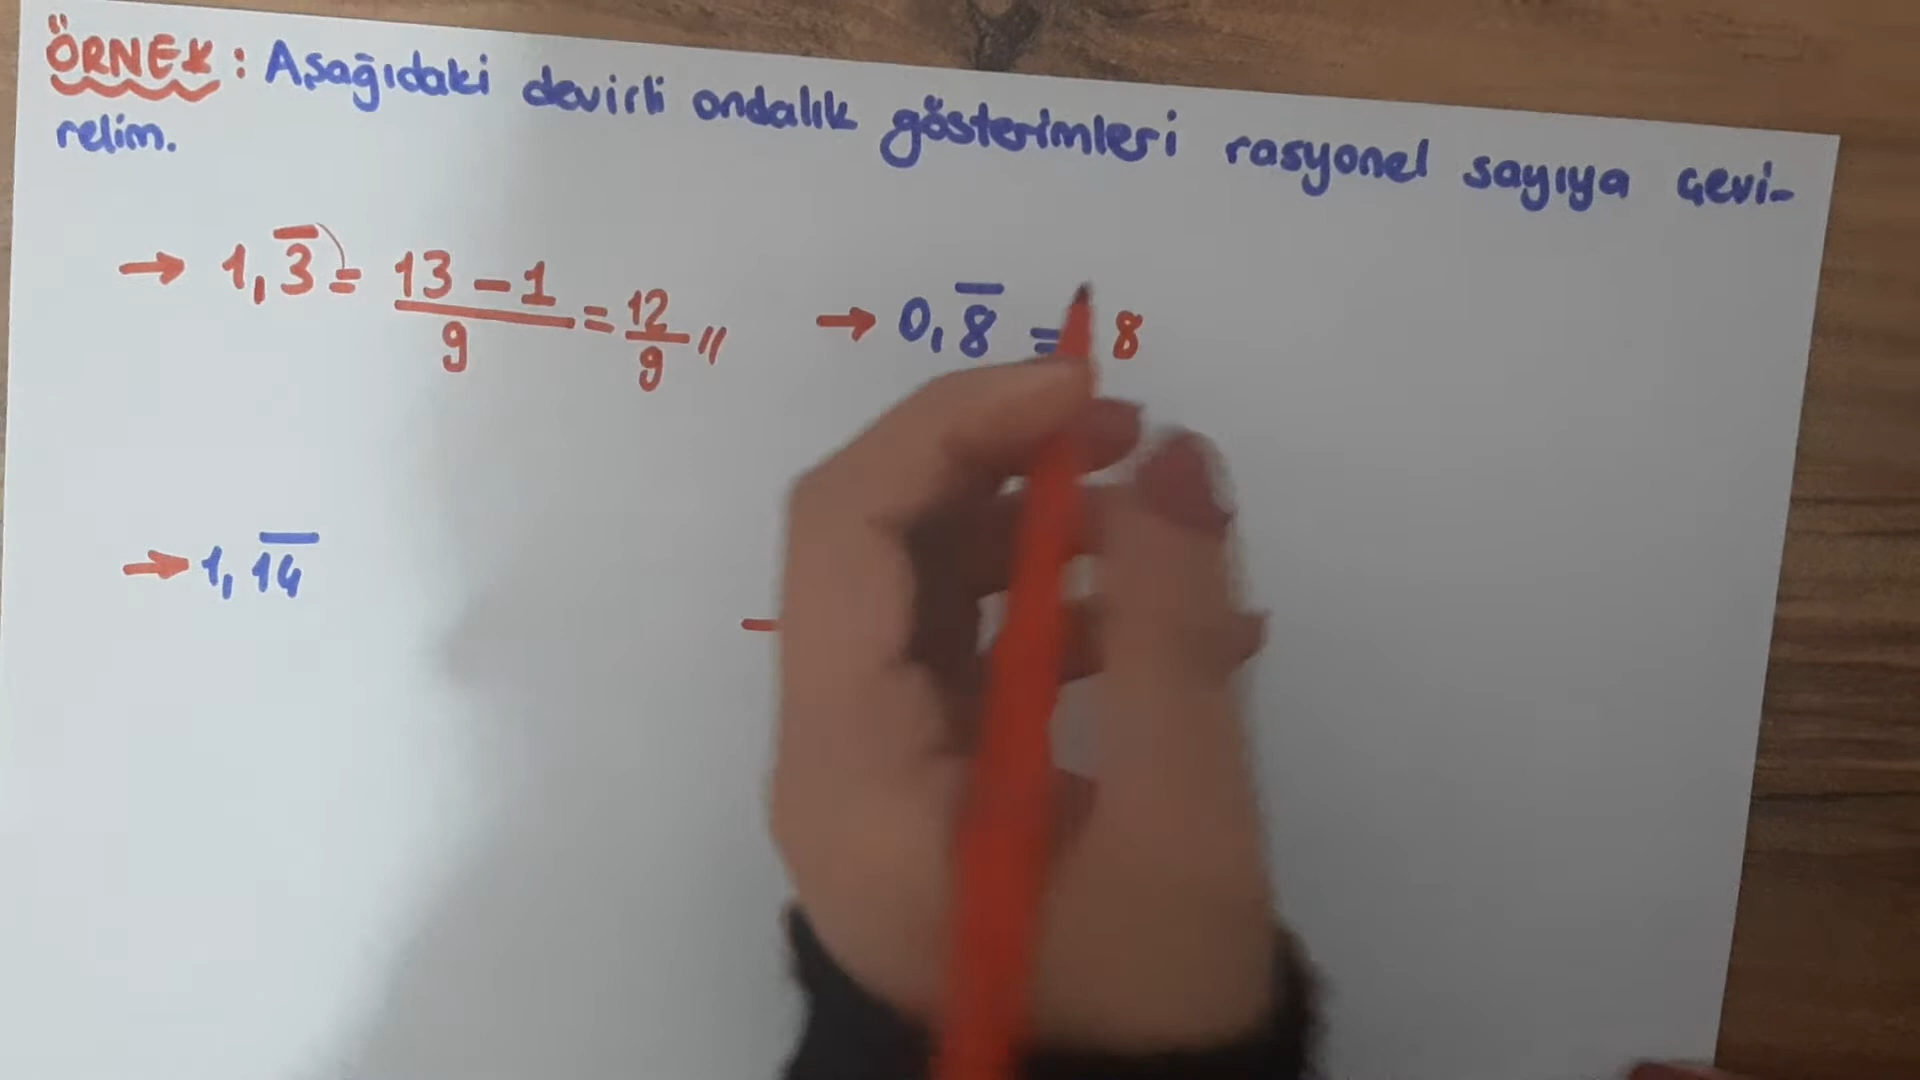 ÖRNEK : Aşağıdaki devirli ondalık gösterimleri rasyonel sayıya çevi-
relim.
→ 1,3̅ = 13 - 1 / 9 = 12 / 9 //
→ 0,8̅ = 8
→ 1,1̅4̅